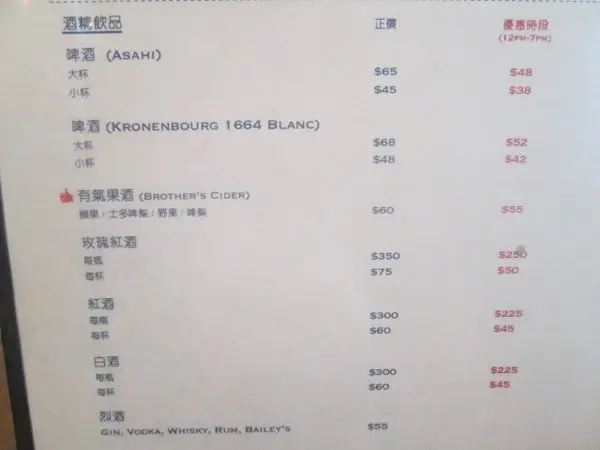 酒精飲品 正價 優惠時段
(12PM-7PM)
啤酒 (ASAHI)
大杯 $65 $48
小杯 $45 $38
啤酒 (KRONENBOURG 1664 BLANC)
大杯 $68 $52
小杯 $48 $42
有氣果酒 (BROTHER'S CIDER)
蘋果 / 士多啤梨 / 野果 / 啤梨 $60 $55
玫瑰紅酒
每瓶 $350 $250
每杯 $75 $50
紅酒
每瓶 $300 $225
每杯 $60 $45
白酒
每瓶 $300 $225
每杯 $60 $45
烈酒
GIN, VODKA, WHISKY, RUM, BAILEY'S $55